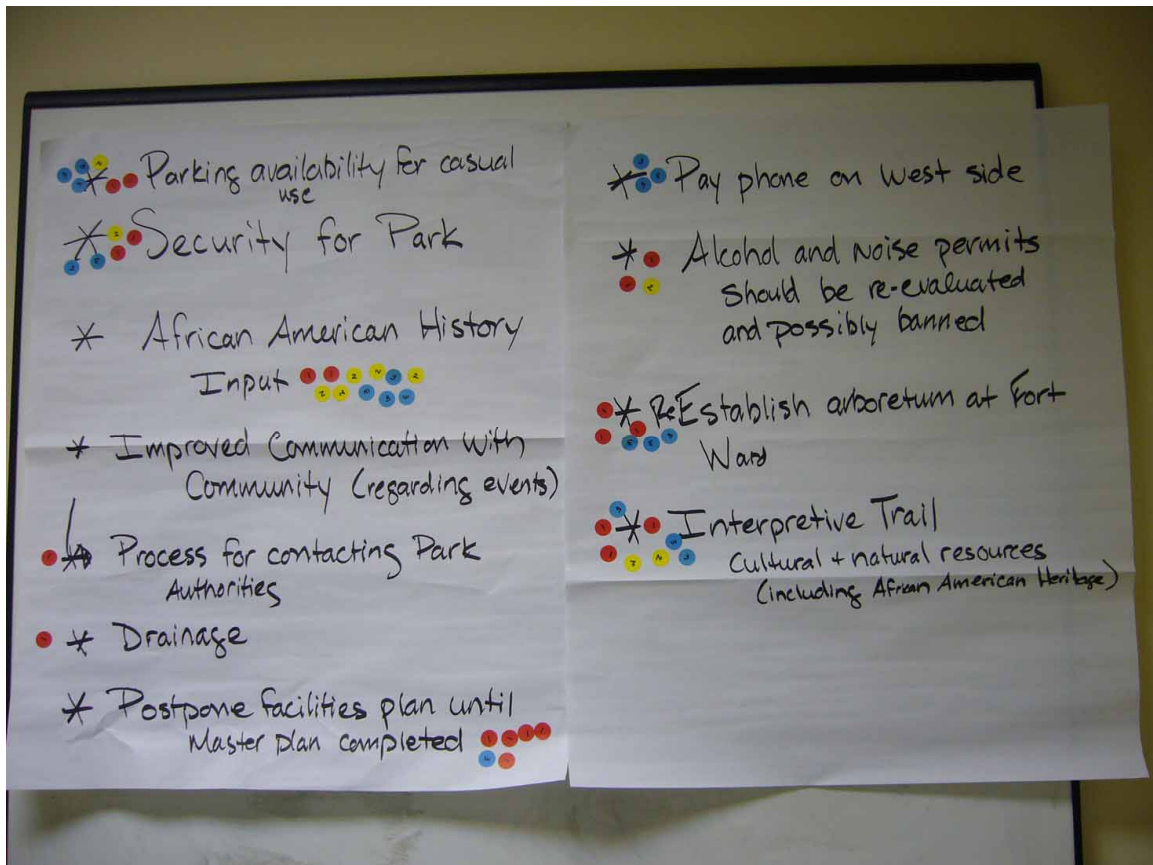 * Parking availability for casual
use
* Security for Park
* African American History
Input
* Improved Communication with
Community (regarding events)
* Process for contacting Park
Authorities
* Drainage
* Postpone facilities plan until
Master plan completed
* Pay phone on west side
* Alcohol and Noise permits
should be re-evaluated
and possibly banned
* ReEstablish arboretum at Fort
Ward
* Interpretive Trail
Cultural + natural resources
(including African American Heritage)